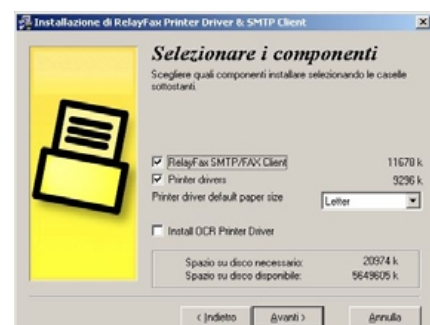 Installazione di RelayFax Printer Driver & SMTP Client
Selezionare i componenti
Scegliere quali componenti installare selezionando le caselle
sottostanti.
RelayFax SMTP/FAX Client 11678 k
Printer drivers 9296 k
Printer driver default paper size Letter
Install OCR Printer Driver
Spazio su disco necessario: 20974 k
Spazio su disco disponibile: 5649605 k
< Indietro Avanti > Annulla